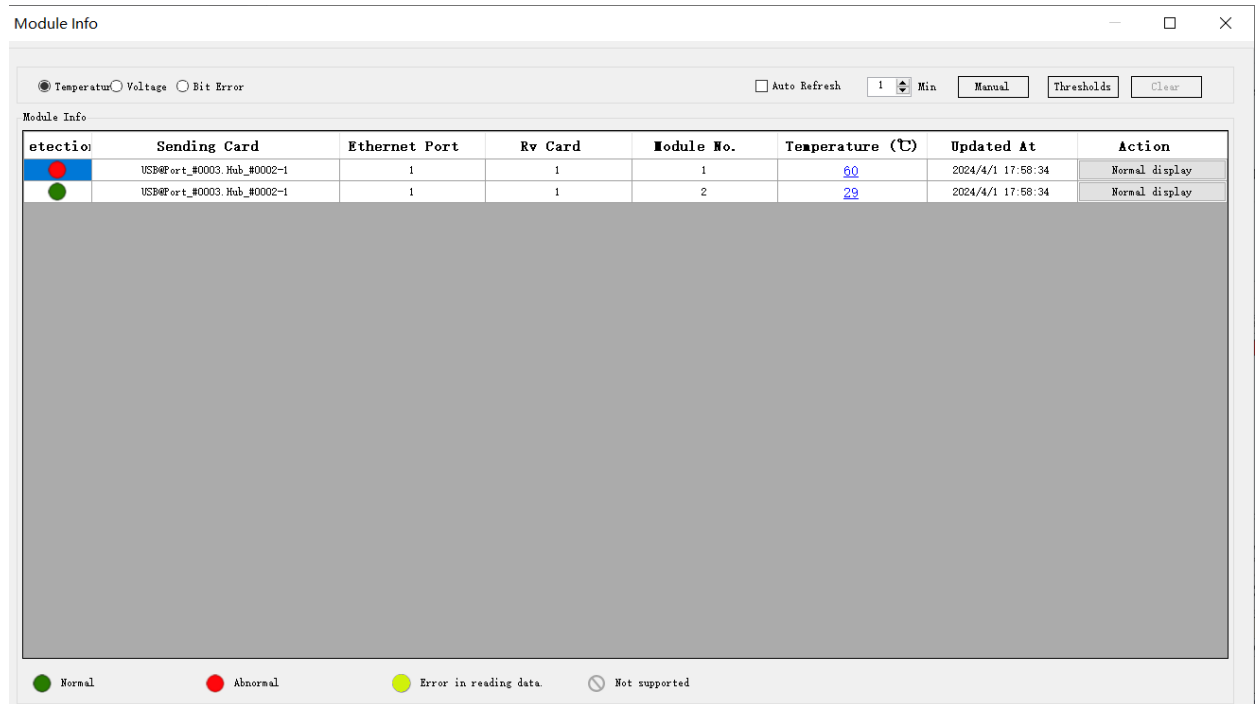 Module Info
Temperatur Voltage Bit Error Auto Refresh 1 Min Manual Thresholds Clear
Module Info
etection Sending Card Ethernet Port Rv Card Module No. Temperature (℃) Updated At Action
USB@Port_#0003.Hub_#0002-1 1 1 1 60 2024/4/1 17:58:34 Normal display
USB@Port_#0003.Hub_#0002-1 1 1 2 29 2024/4/1 17:58:34 Normal display
Normal Abnormal Error in reading data. Not supported